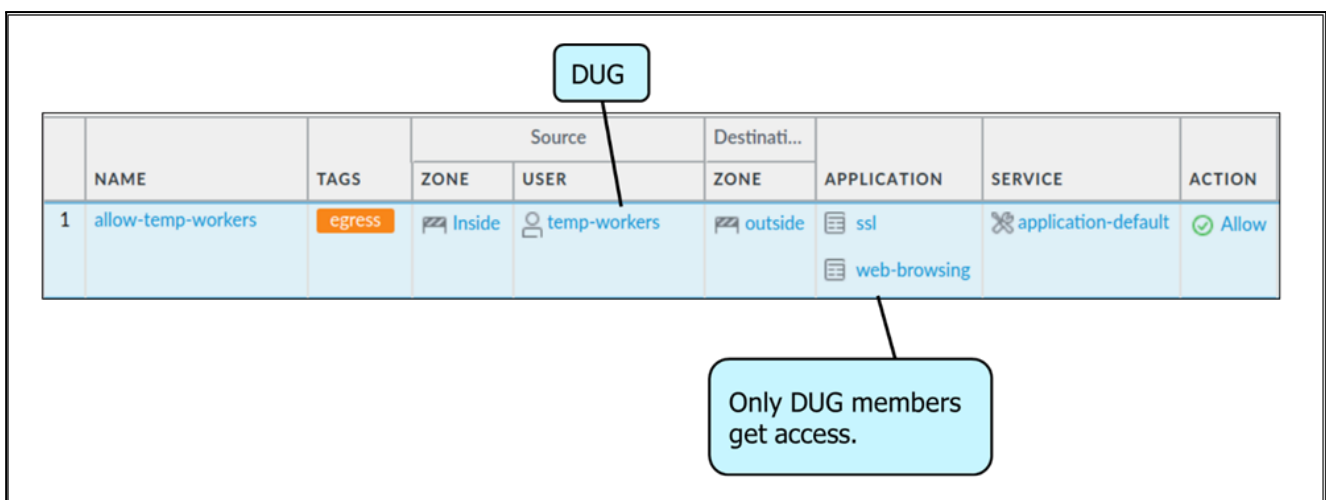 DUG
Source Destinati...
NAME TAGS ZONE USER ZONE APPLICATION SERVICE ACTION
1 allow-temp-workers egress Inside temp-workers outside ssl application-default Allow
web-browsing
Only DUG members
get access.